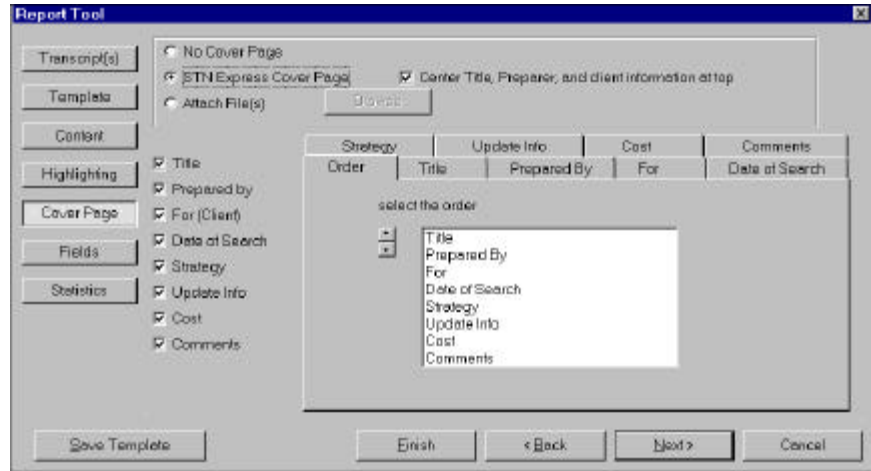 Report Tool
Transcript(s)
Template
Content
Highlighting
Cover Page
Fields
Statistics
No Cover Page
STN Express Cover Page
Center Title, Preparer, and client information at top
Attach File(s)
Browse...
Title
Prepared by
For (Client)
Date of Search
Strategy
Update Info
Cost
Comments
Strategy Update Info Cost Comments
Order Title Prepared By For Date of Search
select the order
Title
Prepared By
For
Date of Search
Strategy
Update Info
Cost
Comments
Save Template
Finish
< Back
Next >
Cancel